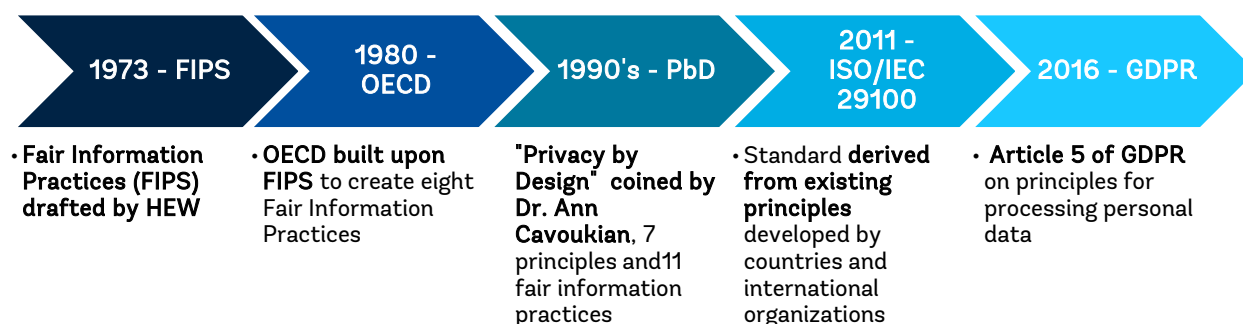 1973 - FIPS
1980 -
OECD
1990's - PbD
2011 -
ISO/IEC
29100
2016 - GDPR
• Fair Information
Practices (FIPS)
drafted by HEW
• OECD built upon
FIPS to create eight
Fair Information
Practices
"Privacy by
Design"  coined by
Dr. Ann
Cavoukian, 7
principles and11
fair information
practices
• Standard derived
from existing
principles
developed by
countries and
international
organizations
• Article 5 of GDPR
on principles for
processing personal
data